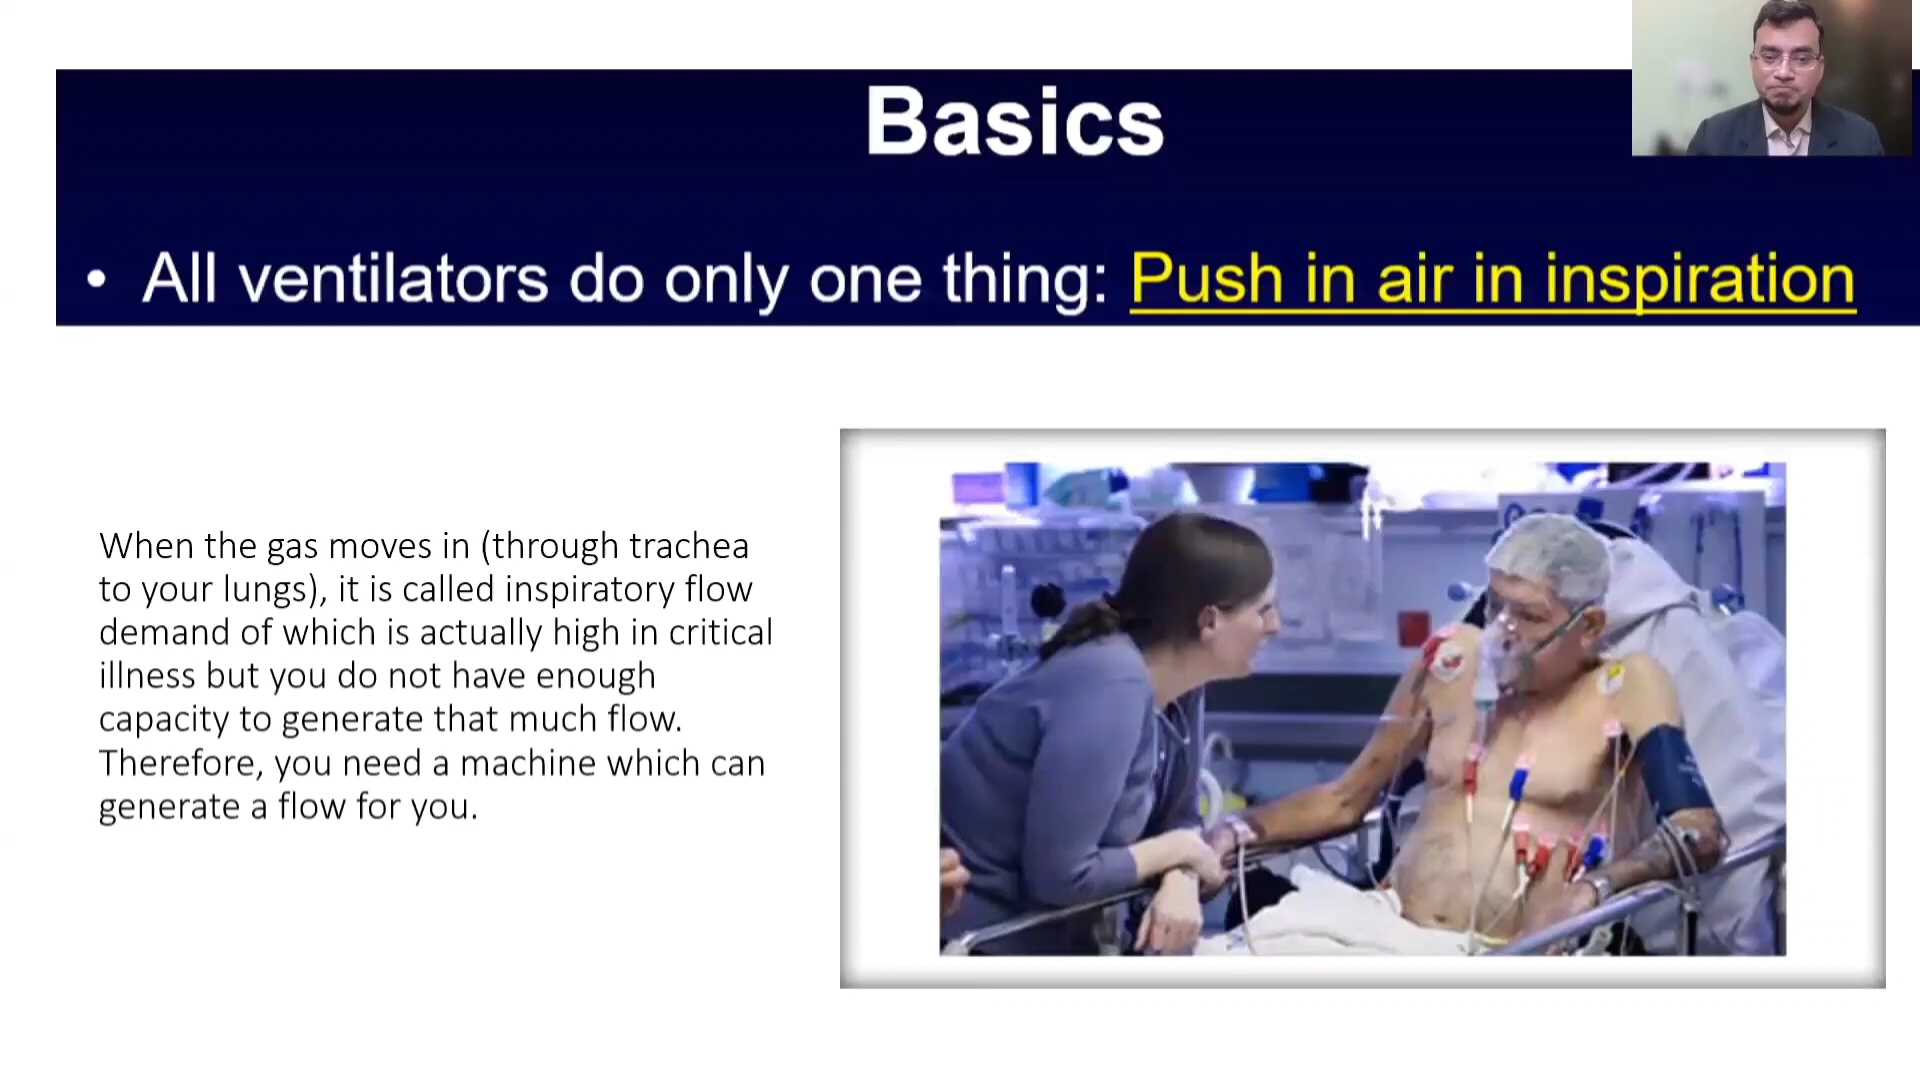 Basics
• All ventilators do only one thing: Push in air in inspiration
When the gas moves in (through trachea
to your lungs), it is called inspiratory flow
demand of which is actually high in critical
illness but you do not have enough
capacity to generate that much flow.
Therefore, you need a machine which can
generate a flow for you.